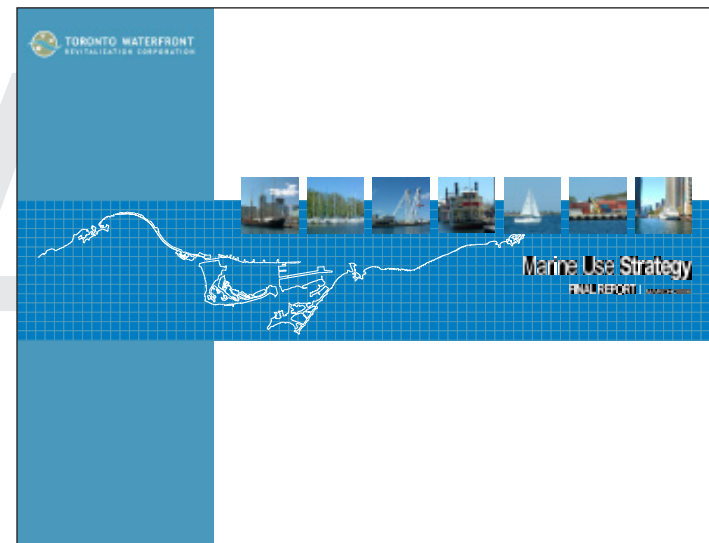 TORONTO WATERFRONT
REVITALIZATION CORPORATION
Marine Use Strategy
FINAL REPORT |